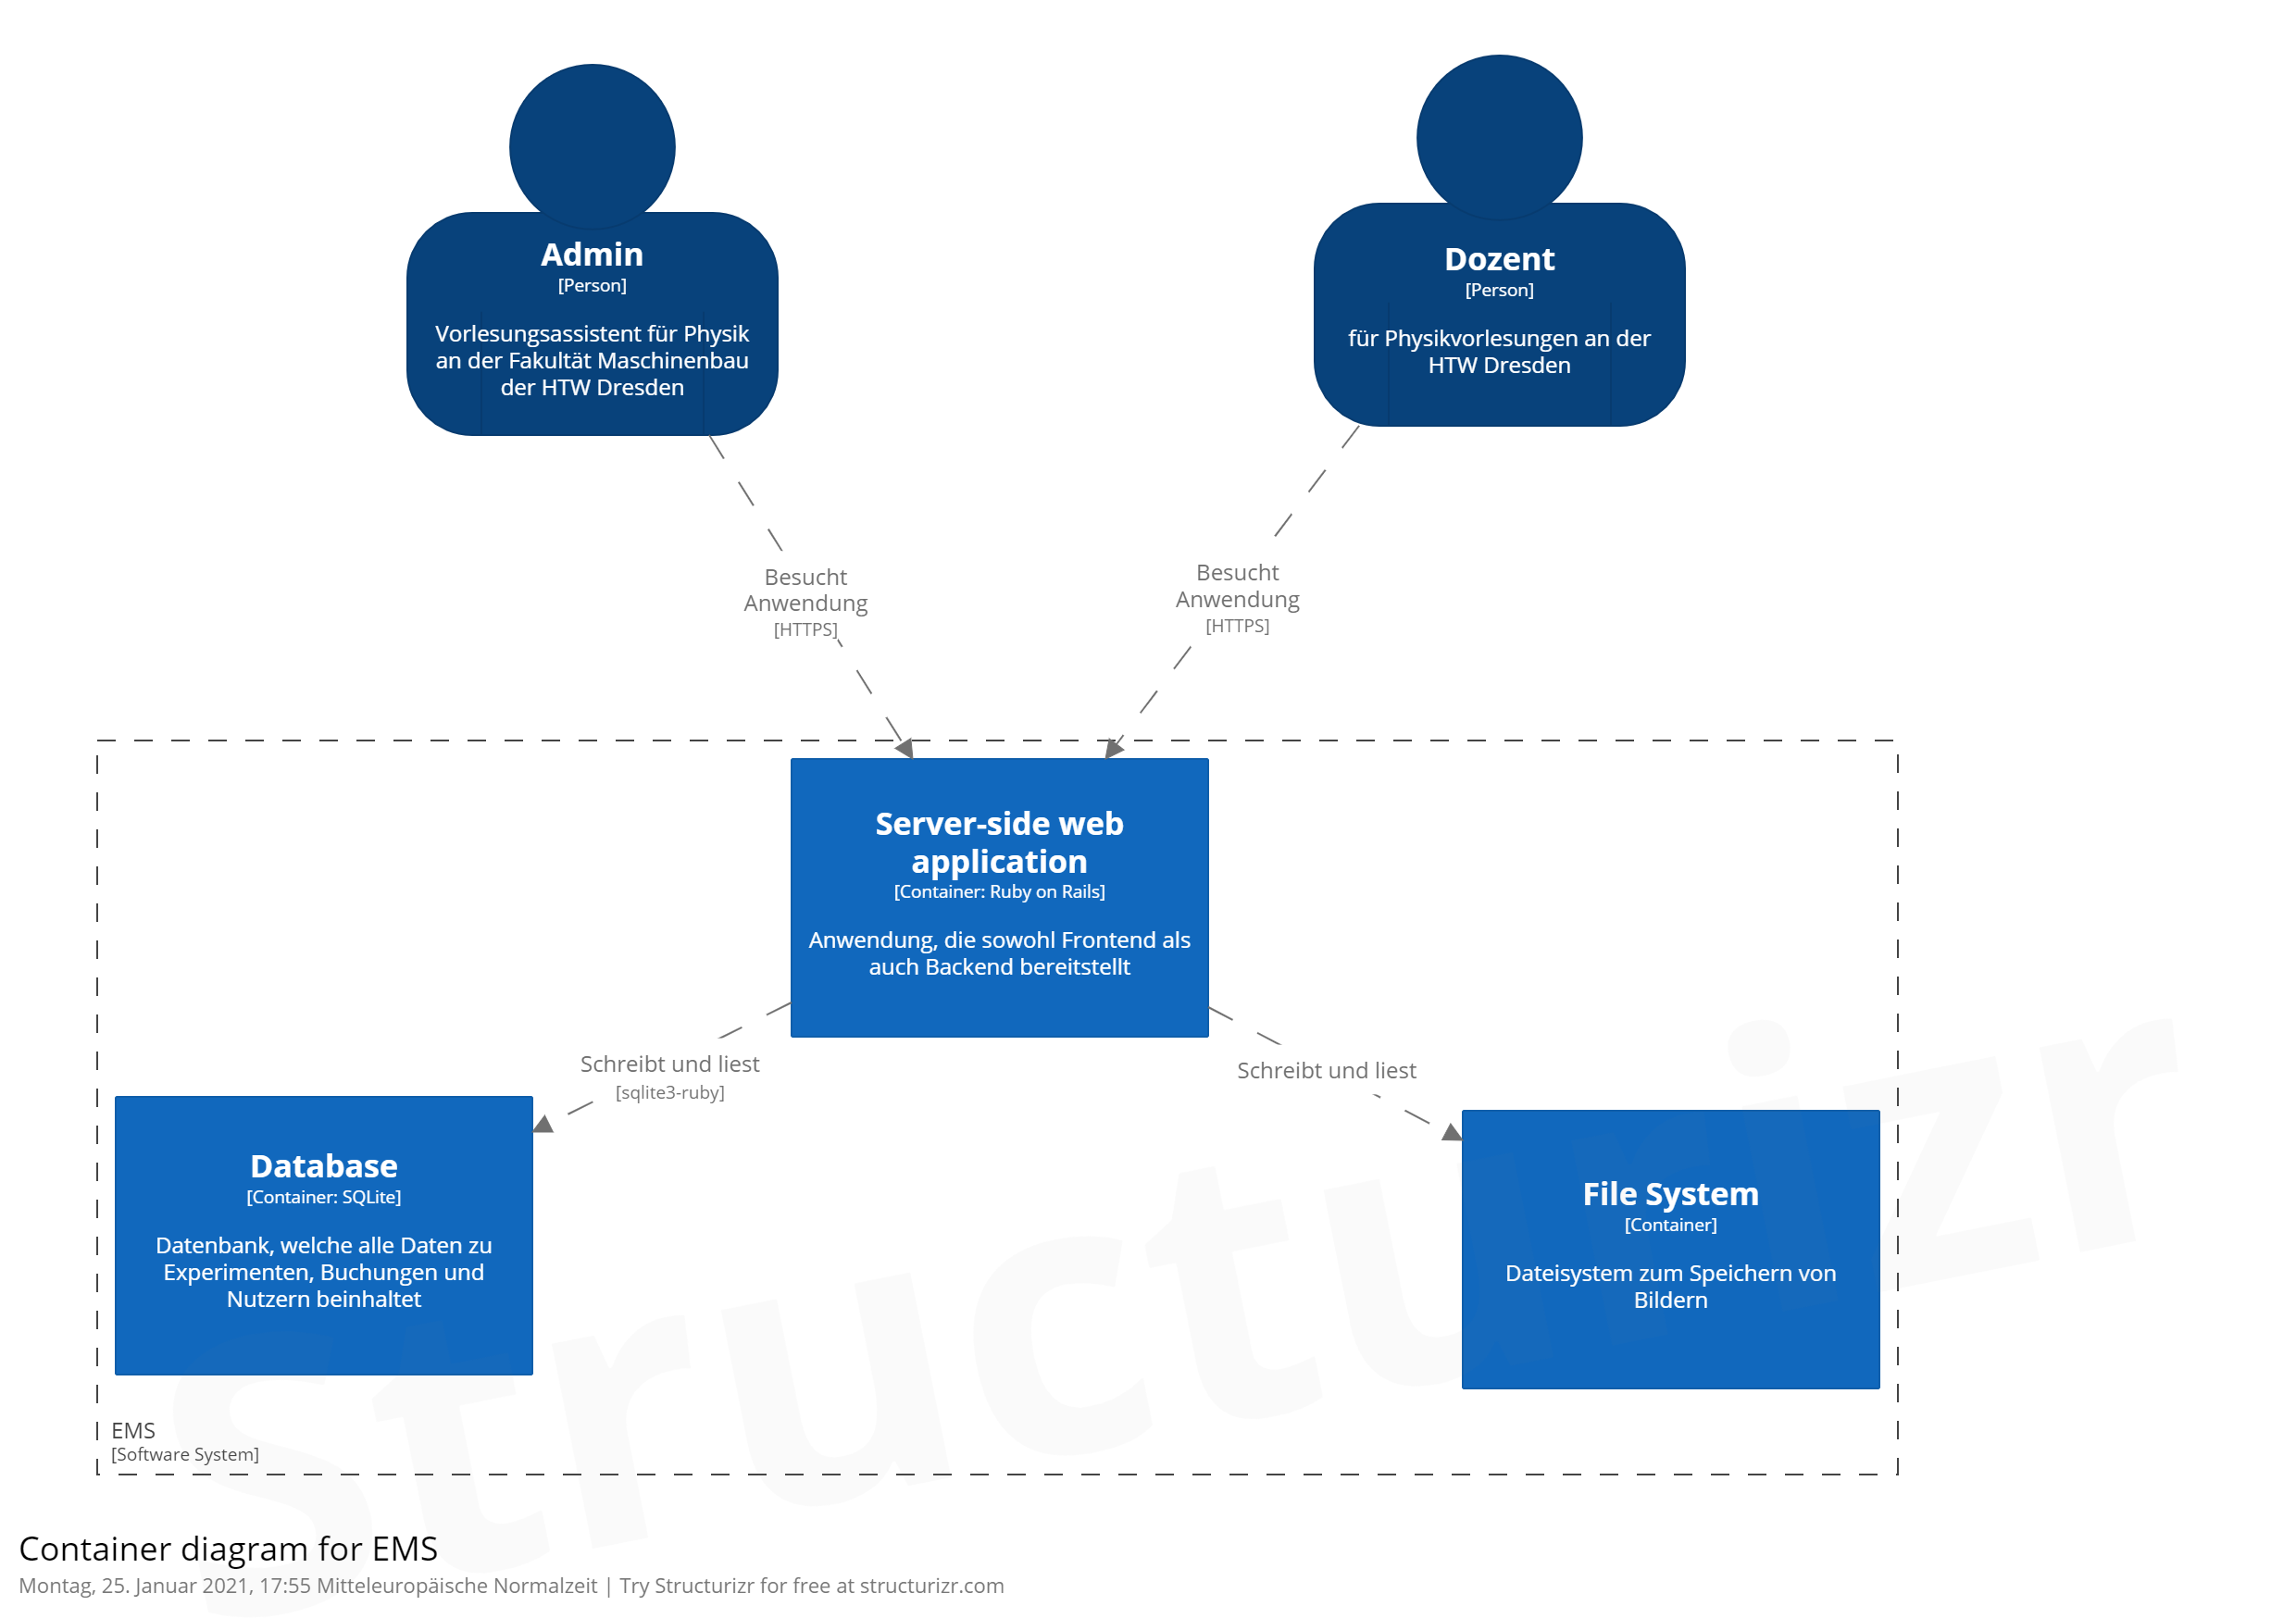 Admin
[Person]
Vorlesungsassistent für Physik
an der Fakultät Maschinenbau
der HTW Dresden
Dozent
[Person]
für Physikvorlesungen an der
HTW Dresden
Besucht
Anwendung
[HTTPS]
Besucht
Anwendung
[HTTPS]
Server-side web
application
[Container: Ruby on Rails]
Anwendung, die sowohl Frontend als
auch Backend bereitstellt
Schreibt und liest
[sqlite3-ruby]
Schreibt und liest
Database
[Container: SQLite]
Datenbank, welche alle Daten zu
Experimenten, Buchungen und
Nutzern beinhaltet
File System
[Container]
Dateisystem zum Speichern von
Bildern
Structurizr
EMS
[Software System]
Container diagram for EMS
Montag, 25. Januar 2021, 17:55 Mitteleuropäische Normalzeit | Try Structurizr for free at structurizr.com